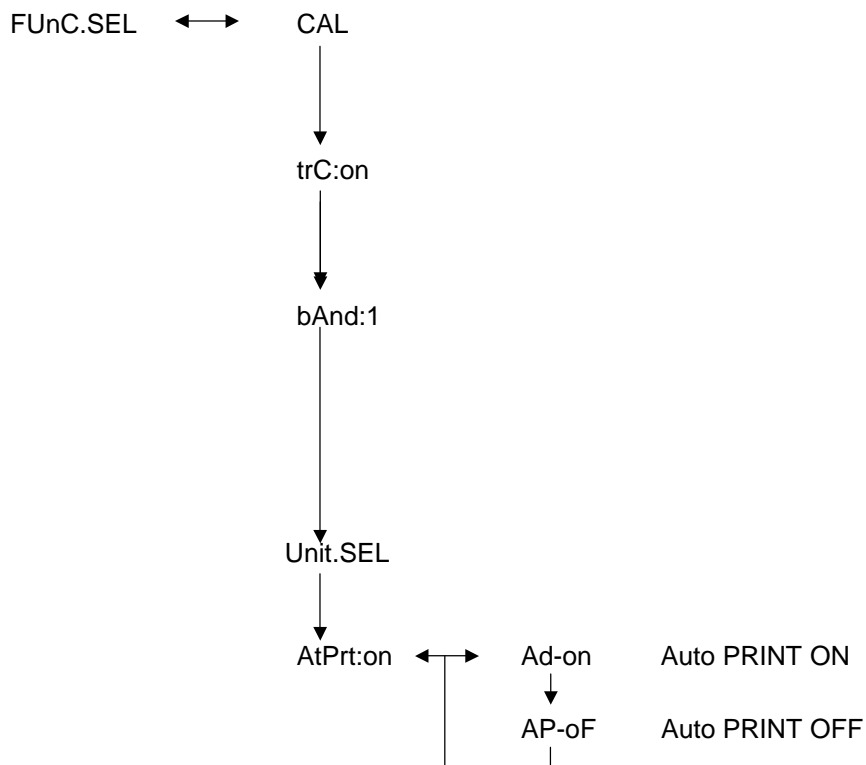 FUnC.SEL CAL
trC:on
bAnd:1
Unit.SEL
AtPrt:on Ad-on Auto PRINT ON
AP-oF Auto PRINT OFF